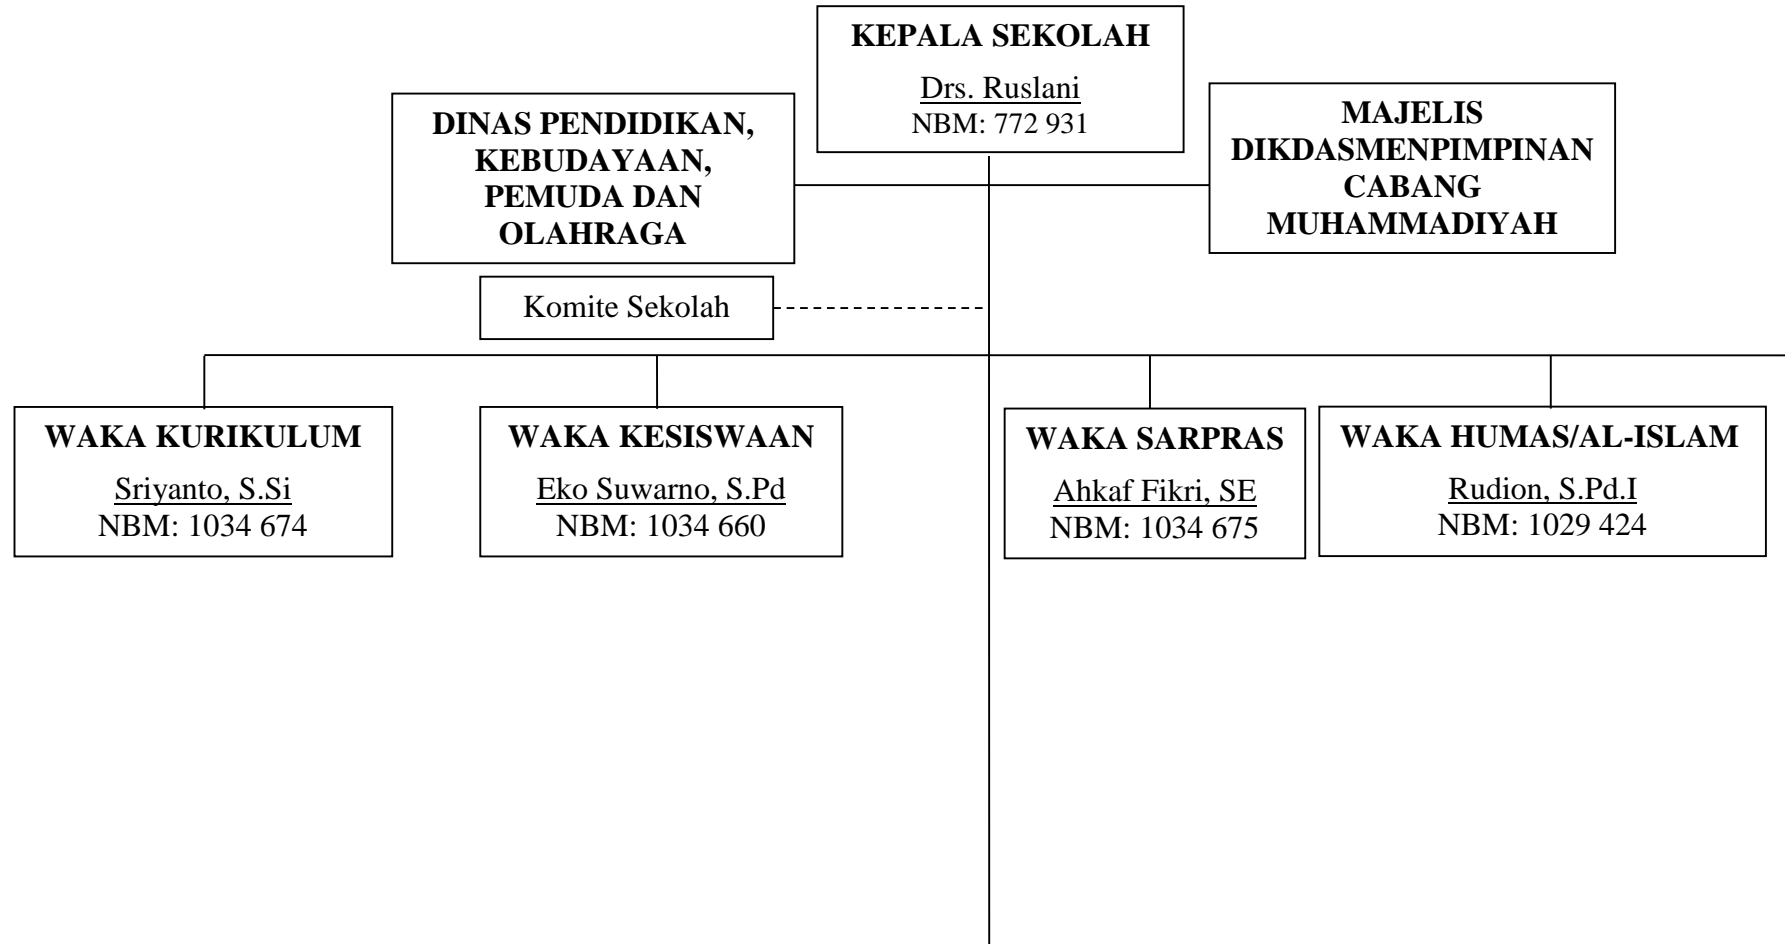 KEPALA SEKOLAH
Drs. Ruslani
NBM: 772 931
DINAS PENDIDIKAN,
KEBUDAYAAN,
PEMUDA DAN
OLAHRAGA
MAJELIS
DIKDASMENPIMPINAN
CABANG
MUHAMMADIYAH
Komite Sekolah
WAKA KURIKULUM
Sriyanto, S.Si
NBM: 1034 674
WAKA KESISWAAN
Eko Suwarno, S.Pd
NBM: 1034 660
WAKA SARPRAS
Ahkaf Fikri, SE
NBM: 1034 675
WAKA HUMAS/AL-ISLAM
Rudion, S.Pd.I
NBM: 1029 424